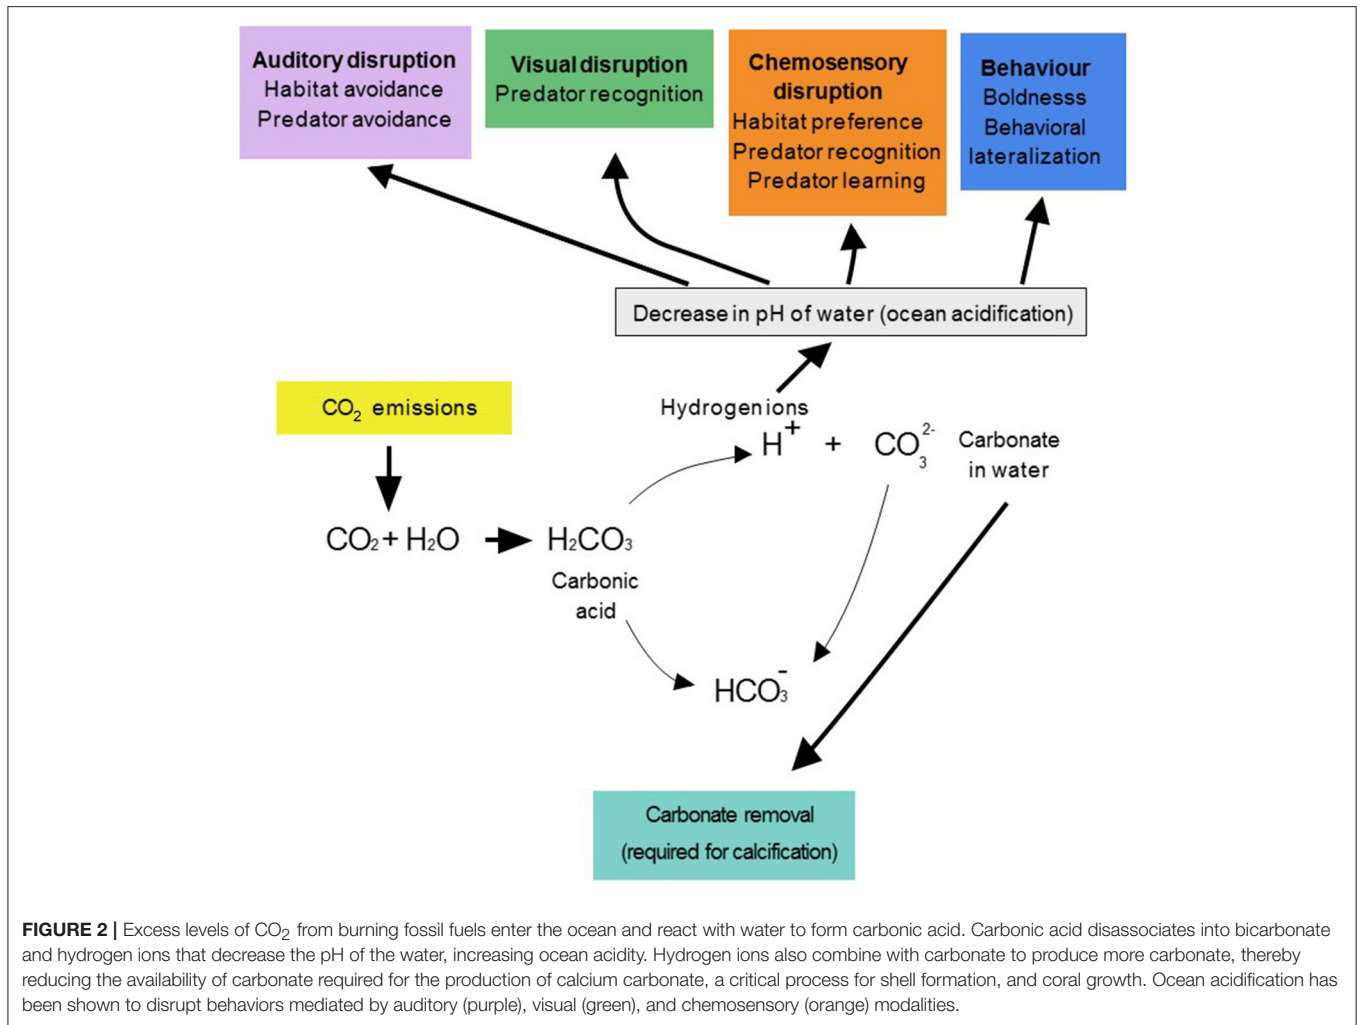 Auditory disruption
Habitat avoidance
Predator avoidance
Visual disruption
Predator recognition
Chemosensory
disruption
Habitat preference
Predator recognition
Predator learning
Behaviour
Boldnesss
Behavioral
lateralization
Decrease in pH of water (ocean acidification)
CO₂ emissions
Hydrogen ions
H⁺ + CO₃²⁻
Carbonate
in water
CO₂ + H₂O
H₂CO₃
Carbonic
acid
HCO₃⁻
Carbonate removal
(required for calcification)
FIGURE 2 | Excess levels of CO₂ from burning fossil fuels enter the ocean and react with water to form carbonic acid. Carbonic acid disassociates into bicarbonate
and hydrogen ions that decrease the pH of the water, increasing ocean acidity. Hydrogen ions also combine with carbonate to produce more carbonate, thereby
reducing the availability of carbonate required for the production of calcium carbonate, a critical process for shell formation, and coral growth. Ocean acidification has
been shown to disrupt behaviors mediated by auditory (purple), visual (green), and chemosensory (orange) modalities.